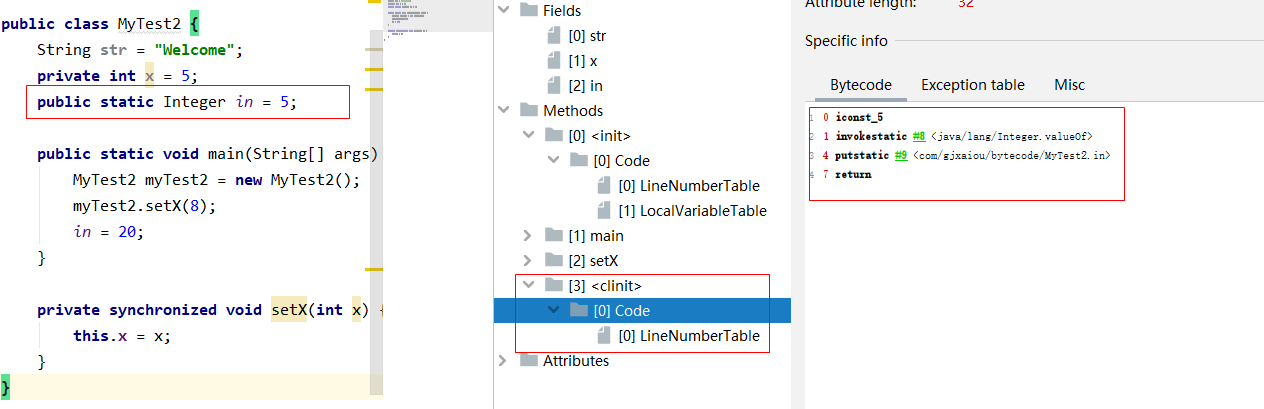 public class MyTest2 {
String str = "Welcome";
private int x = 5;
public static Integer in = 5;
public static void main(String[] args)
MyTest2 myTest2 = new MyTest2();
myTest2.setX(8);
in = 20;
}
private synchronized void setX(int x) {
this.x = x;
}
}
Fields
[0] str
[1] x
[2] in
Methods
[0] <init>
[0] Code
[0] LineNumberTable
[1] LocalVariableTable
[1] main
[2] setX
[3] <clinit>
[0] Code
[0] LineNumberTable
Attributes
Attribute length: 32
Specific info
Bytecode Exception table Misc
1 0 iconst_5
2 1 invokestatic #8 <java/lang/Integer.valueOf>
3 4 putstatic #9 <com/gjxaiou/bytecode/MyTest2.in>
4 7 return